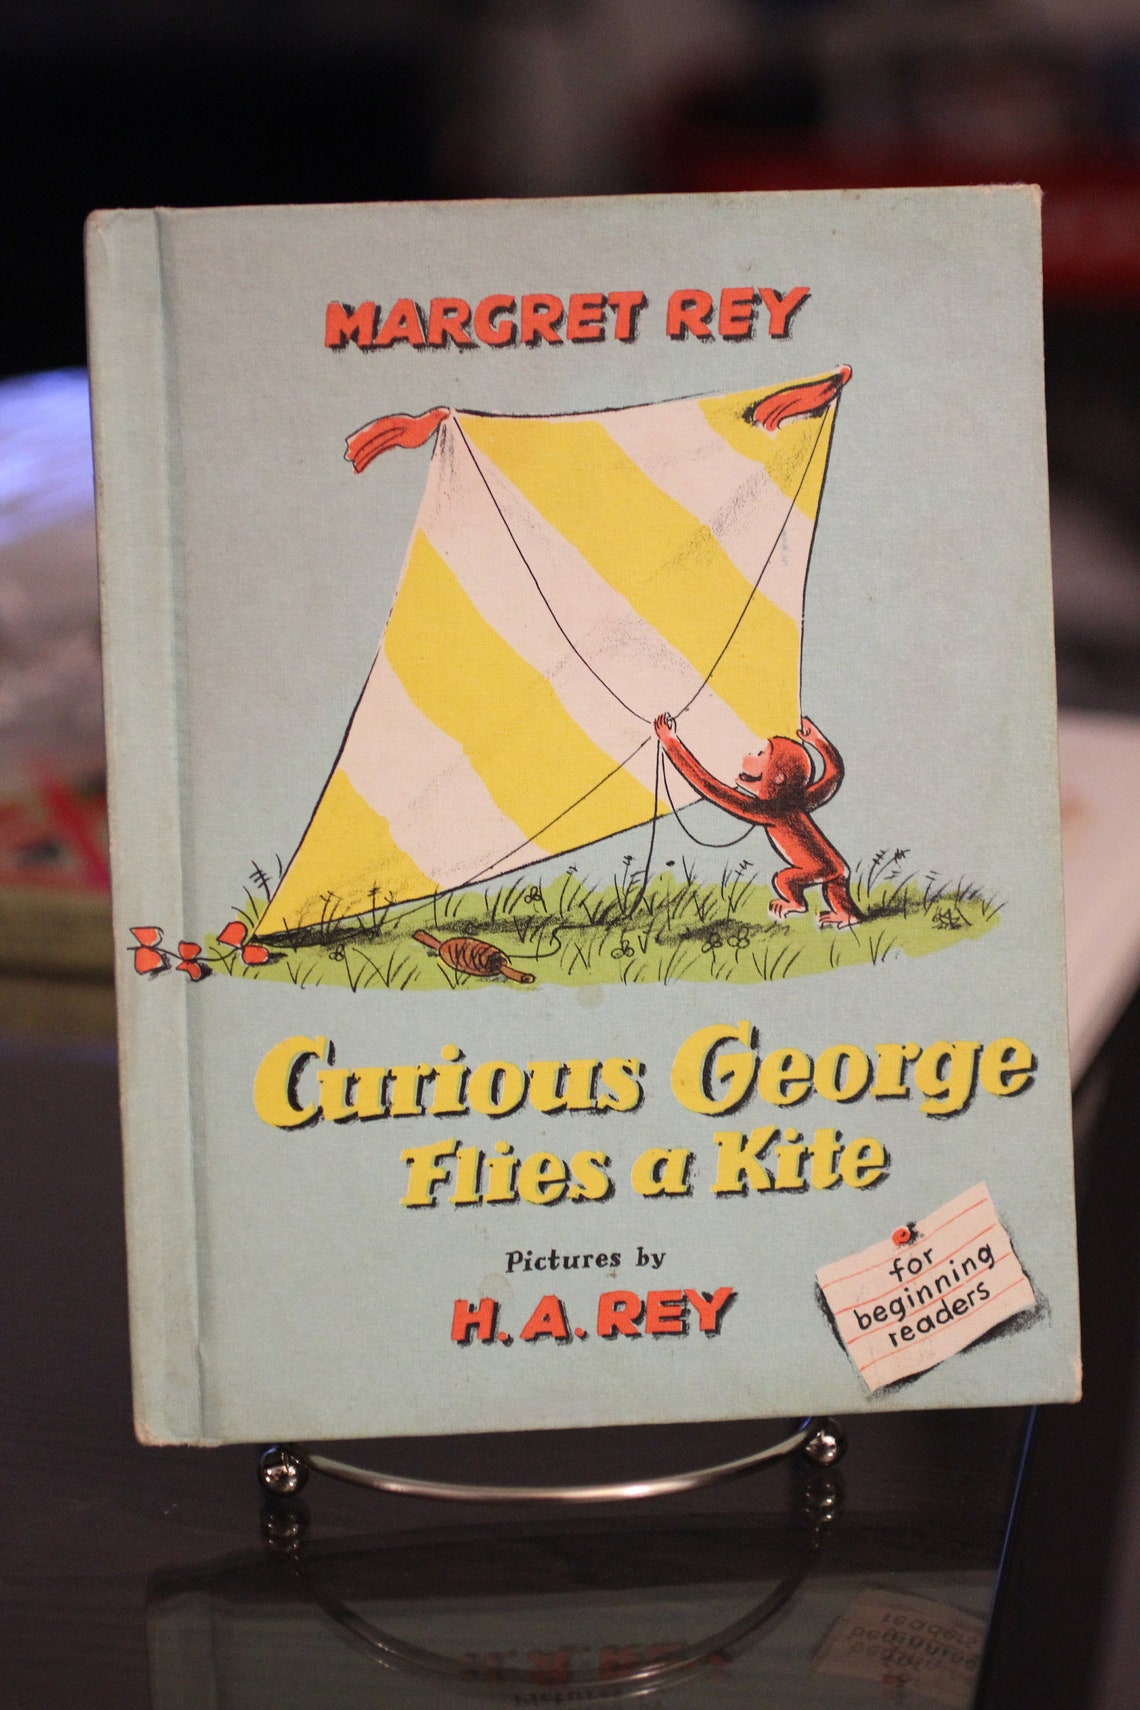 MARGRET REY
Curious George
Flies a Kite
Pictures by
H. A. REY
for
beginning
readers